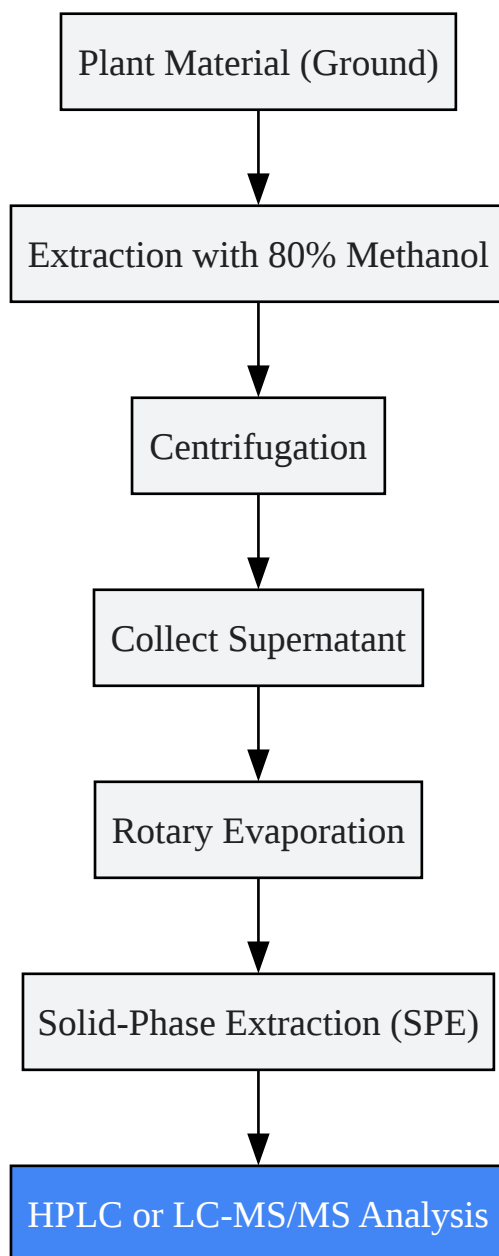 Plant Material (Ground)
Extraction with 80% Methanol
Centrifugation
Collect Supernatant
Rotary Evaporation
Solid-Phase Extraction (SPE)
HPLC or LC-MS/MS Analysis